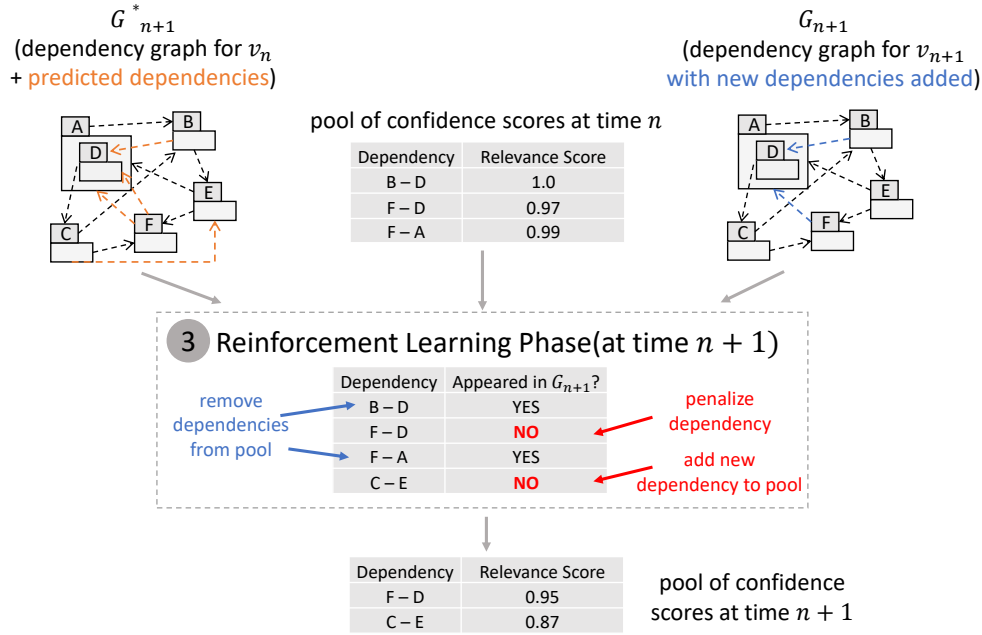 G*n+1
(dependency graph for vn
+ predicted dependencies)
A
B
D
E
F
C
pool of confidence scores at time n
Dependency Relevance Score
B – D 1.0
F – D 0.97
F – A 0.99
Gn+1
(dependency graph for vn+1
with new dependencies added)
A
B
D
E
F
C
3 Reinforcement Learning Phase(at time n + 1)
remove
dependencies
from pool
Dependency Appeared in Gn+1?
B – D YES
F – D NO
F – A YES
C – E NO
penalize
dependency
add new
dependency to pool
Dependency Relevance Score
F – D 0.95
C – E 0.87
pool of confidence
scores at time n + 1